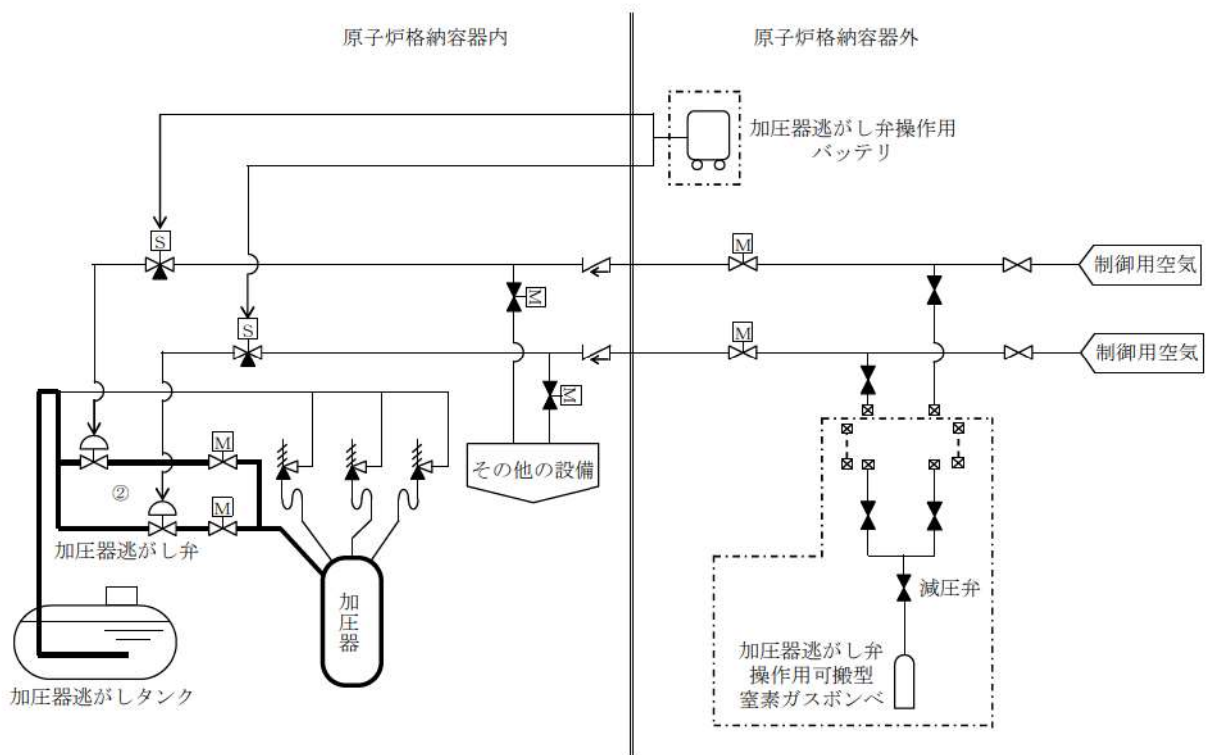 原子炉格納容器内
原子炉格納容器外
加圧器逃がし弁操作用
バッテリ
S
M
制御用空気
M
S
M
制御用空気
M
M
その他の設備
②
M
加圧器逃がし弁
加圧器
減圧弁
加圧器逃がし弁
操作用可搬型
窒素ガスボンベ
加圧器逃がしタンク
M